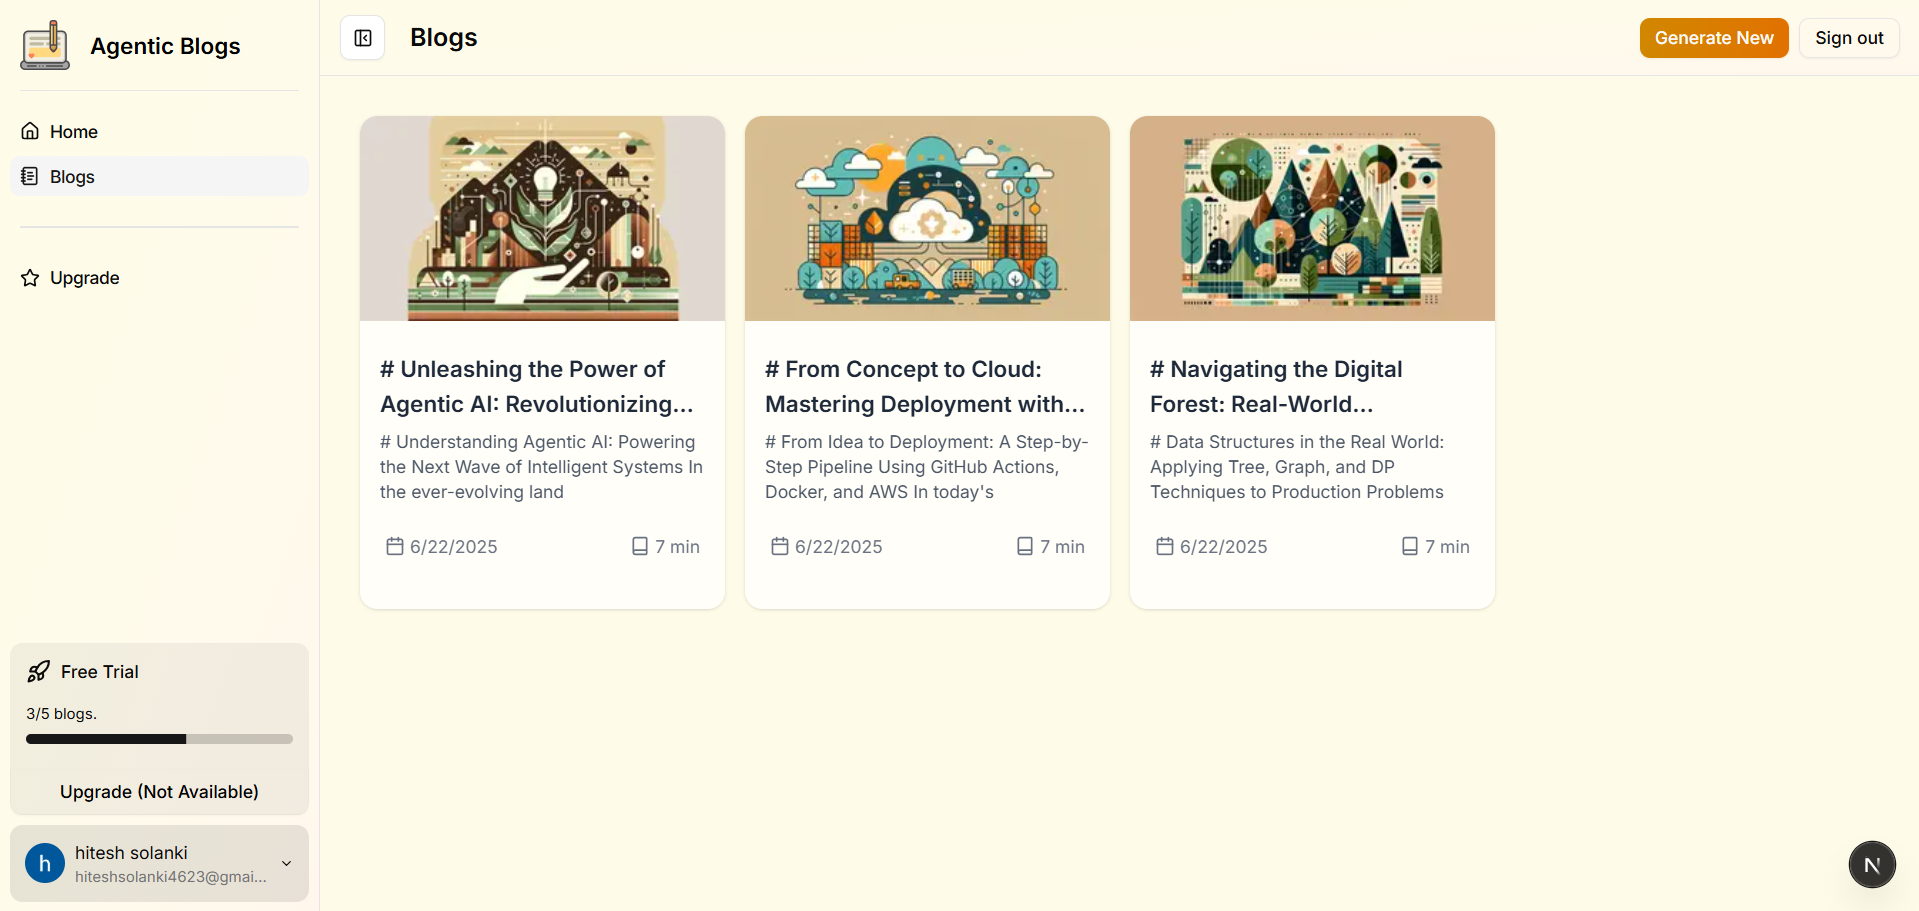 Agentic Blogs
Home
Blogs
Upgrade
Free Trial
3/5 blogs.
Upgrade (Not Available)
h
hitesh solanki
hiteshsolanki4623@gmai...
Blogs
Generate New
Sign out
# Unleashing the Power of
Agentic AI: Revolutionizing...
# Understanding Agentic AI: Powering
the Next Wave of Intelligent Systems In
the ever-evolving land
6/22/2025
7 min
# From Concept to Cloud:
Mastering Deployment with...
# From Idea to Deployment: A Step-by-
Step Pipeline Using GitHub Actions,
Docker, and AWS In today's
6/22/2025
7 min
# Navigating the Digital
Forest: Real-World...
# Data Structures in the Real World:
Applying Tree, Graph, and DP
Techniques to Production Problems
6/22/2025
7 min
N